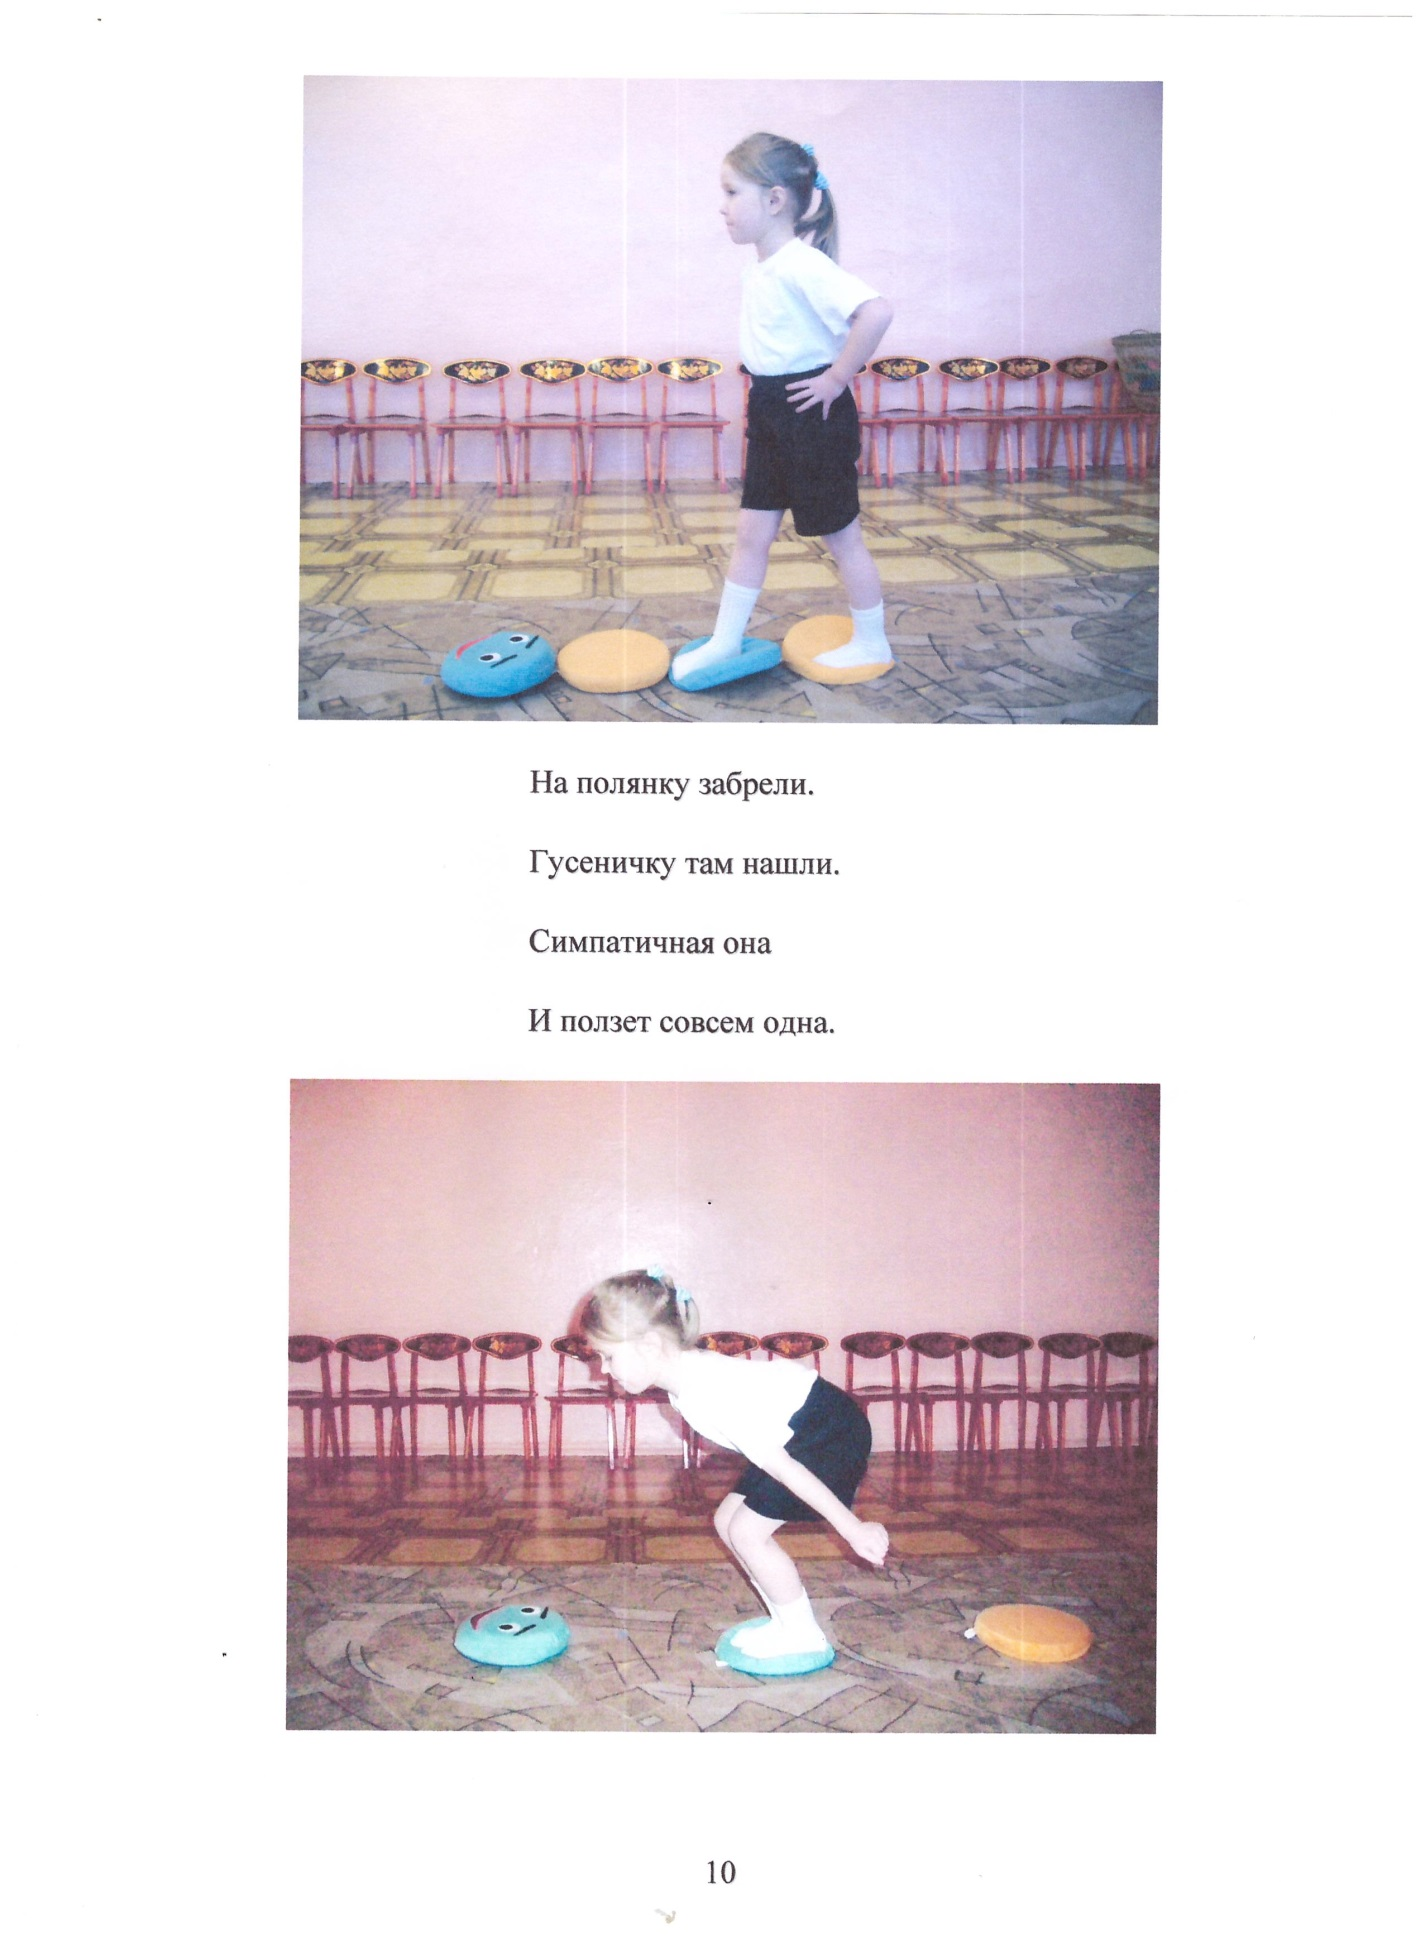 На полянку забрели.
Гусеничку там нашли.
Симпатичная она
И ползет совсем одна.
10